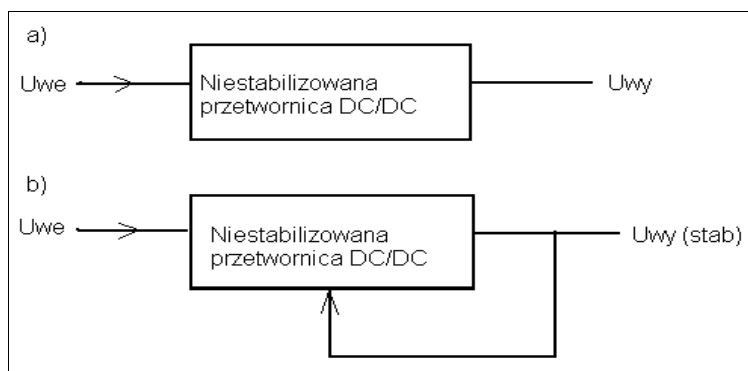 a)
Uwe
Niestabilizowana
przetwornica DC/DC
Uwy
b)
Uwe
Niestabilizowana
przetwornica DC/DC
Uwy (stab)